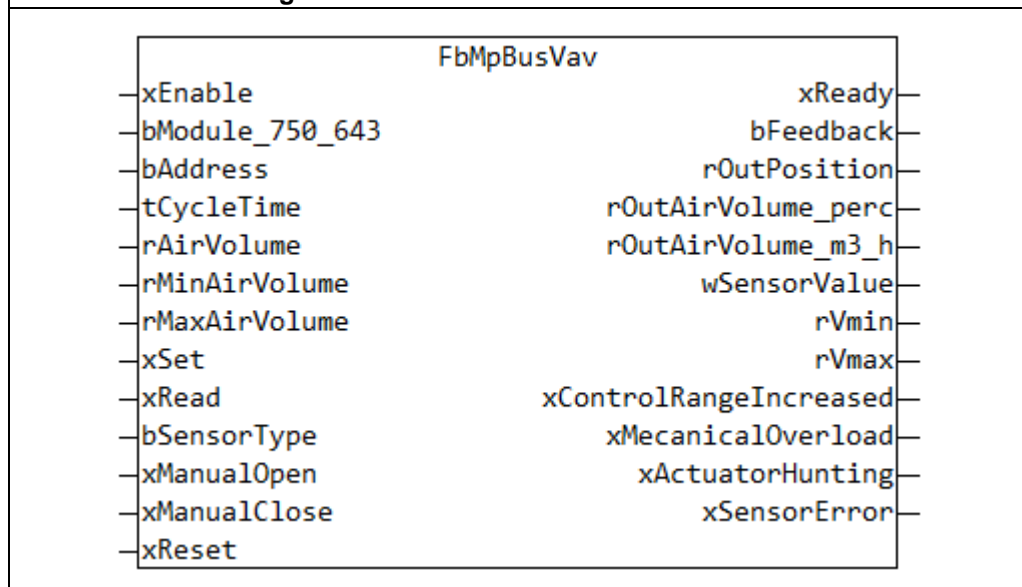 FbMpBusVav
xEnable xReady
bModule_750_643 bFeedback
bAddress rOutPosition
tCycleTime rOutAirVolume_perc
rAirVolume rOutAirVolume_m3_h
rMinAirVolume wSensorValue
rMaxAirVolume rVmin
xSet rVmax
xRead xControlRangeIncreased
bSensorType xMecanicalOverload
xManualOpen xActuatorHunting
xManualClose xSensorError
xReset